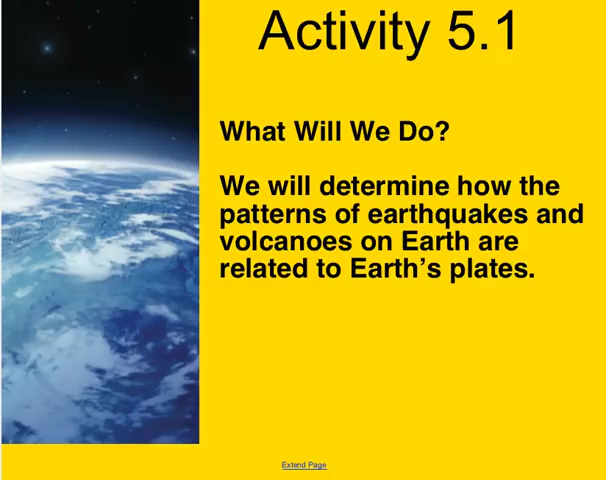 Activity 5.1
What Will We Do?
We will determine how the
patterns of earthquakes and
volcanoes on Earth are
related to Earth’s plates.
Extend Page